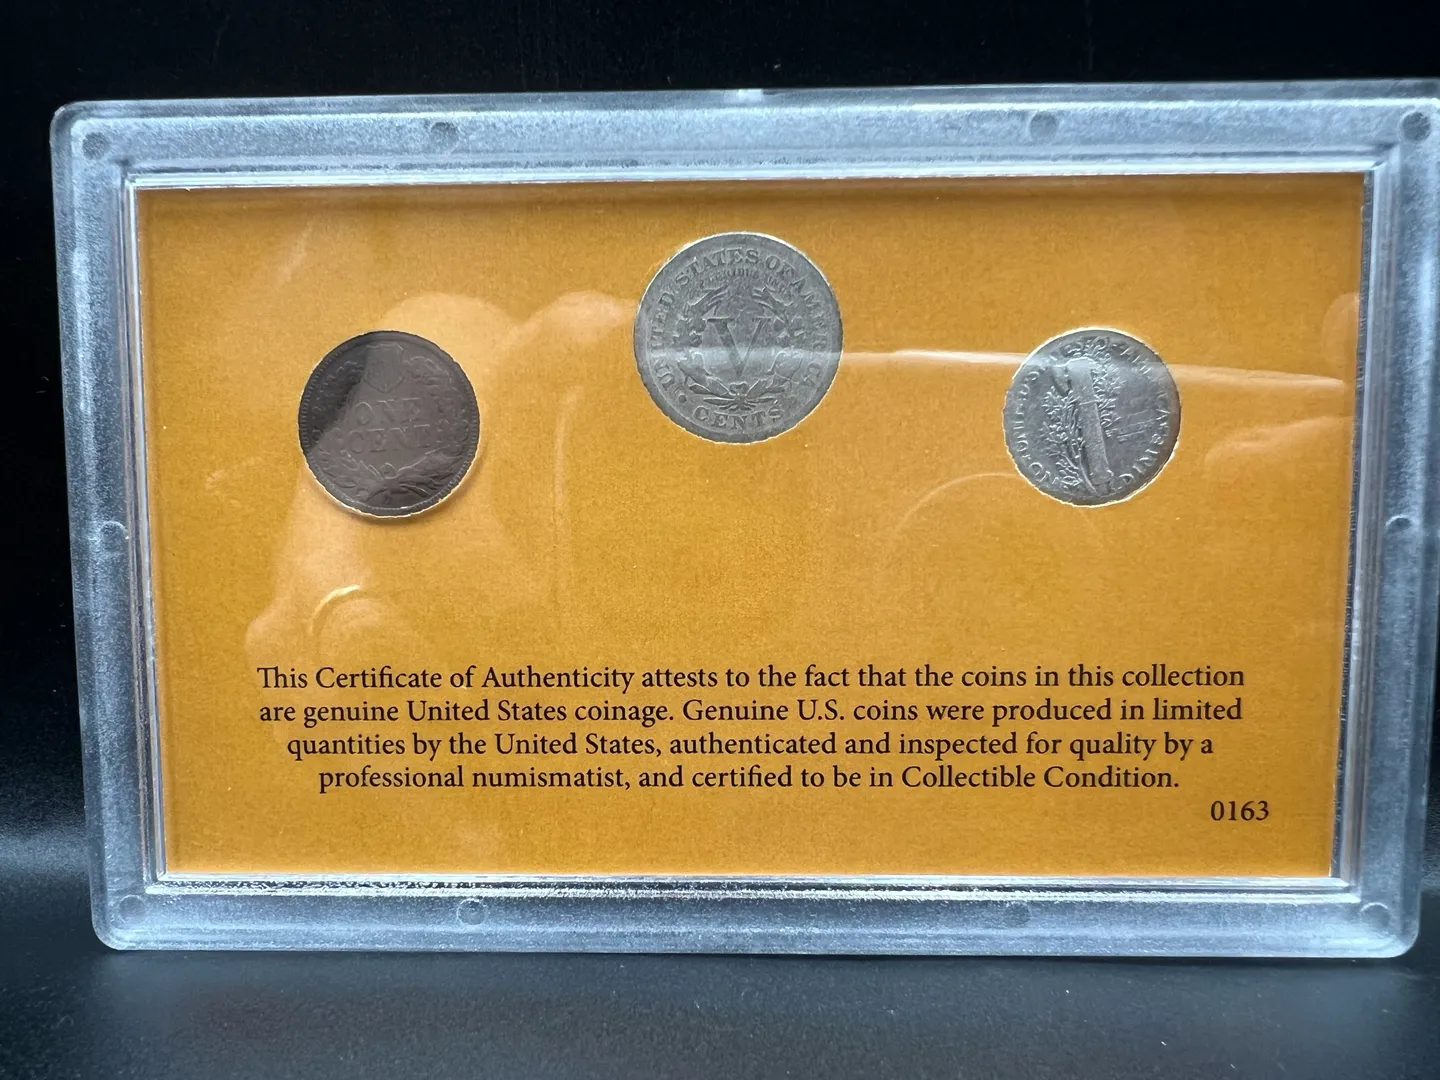 ONE
CENT
UNITED STATES OF AMERICA
V
CENTS
This Certificate of Authenticity attests to the fact that the coins in this collection
are genuine United States coinage. Genuine U.S. coins were produced in limited
quantities by the United States, authenticated and inspected for quality by a
professional numismatist, and certified to be in Collectible Condition.
0163